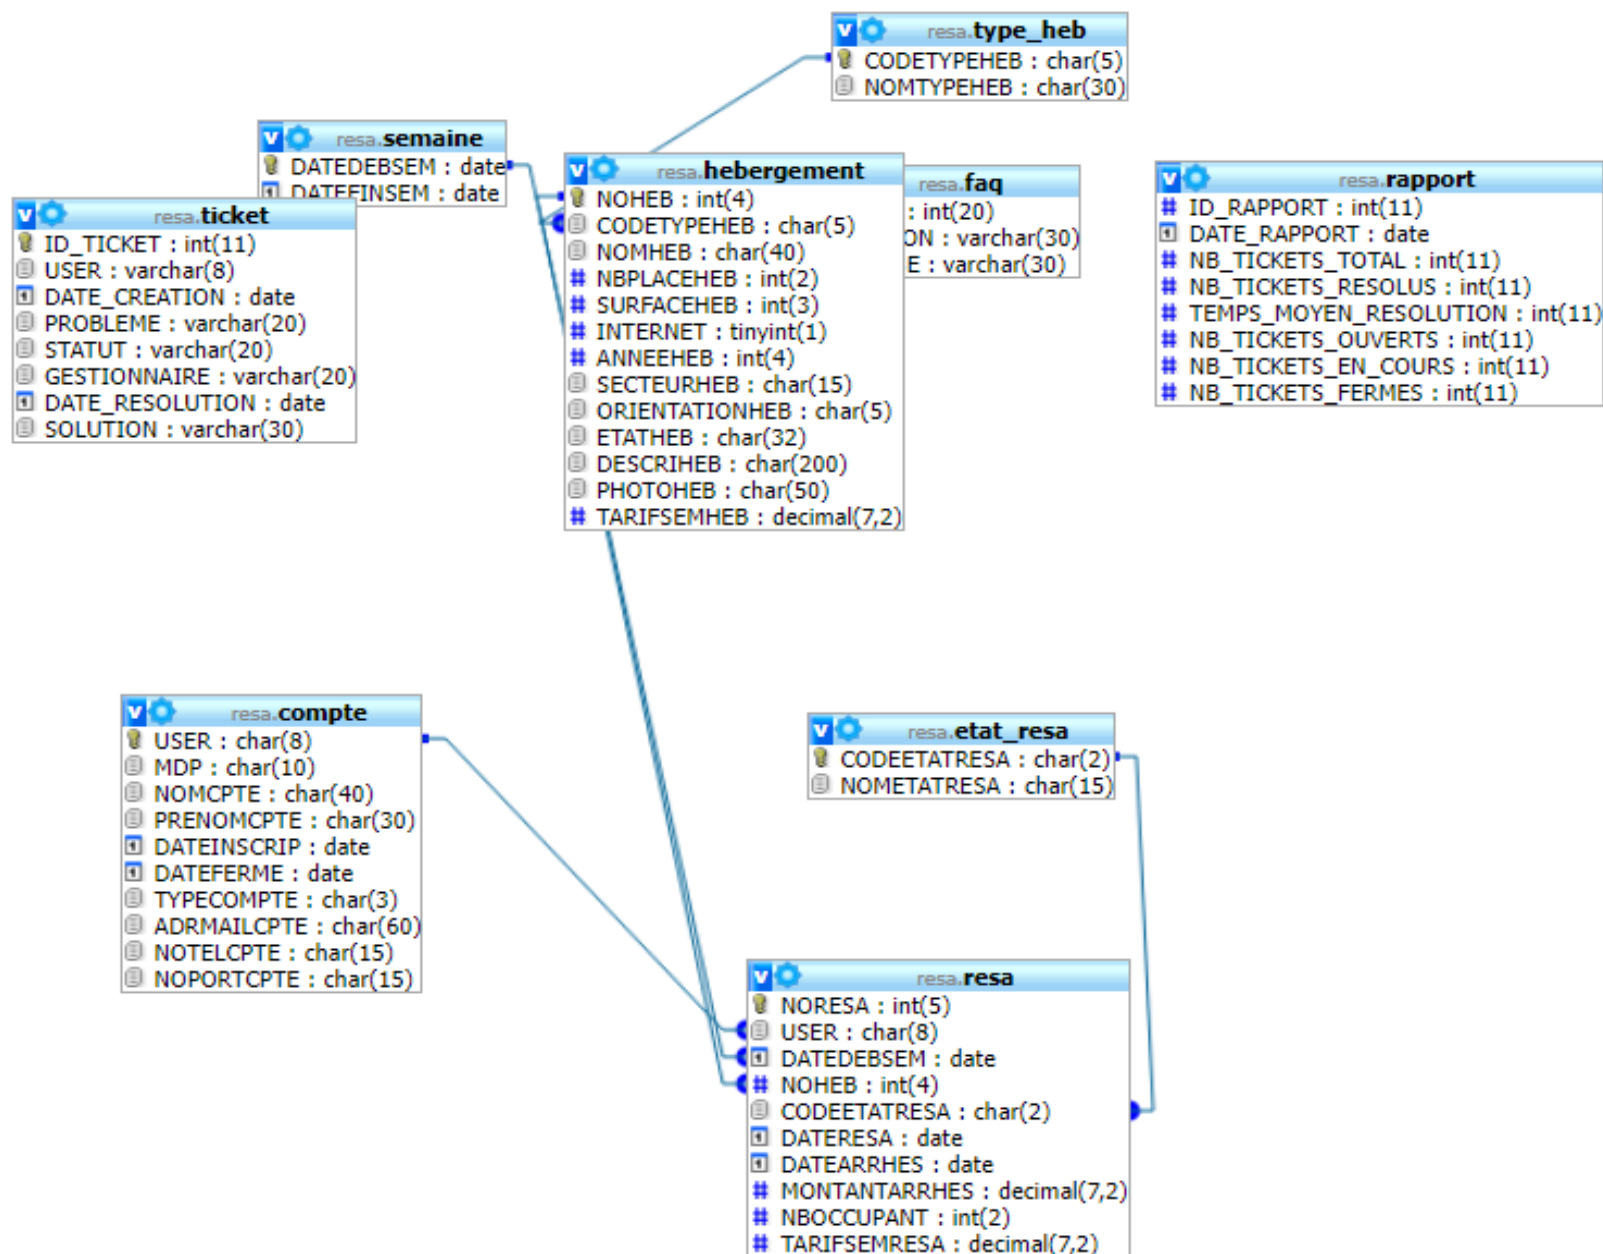 resa.type_heb
CODETYPEHEB : char(5)
NOMTYPEHEB : char(30)
resa.semaine
DATEDEBSEM : date
DATEFINSEM : date
resa.ticket
ID_TICKET : int(11)
USER : varchar(8)
DATE_CREATION : date
PROBLEME : varchar(20)
STATUT : varchar(20)
GESTIONNAIRE : varchar(20)
DATE_RESOLUTION : date
SOLUTION : varchar(30)
resa.hebergement
NOHEB : int(4)
CODETYPEHEB : char(5)
NOMHEB : char(40)
NBPLACEHEB : int(2)
SURFACEHEB : int(3)
INTERNET : tinyint(1)
ANNEEHEB : int(4)
SECTEURHEB : char(15)
ORIENTATIONHEB : char(5)
ETATHEB : char(32)
DESCRIHEB : char(200)
PHOTOHEB : char(50)
TARIFSEMHEB : decimal(7,2)
resa.faq
: int(20)
ON : varchar(30)
E : varchar(30)
resa.rapport
ID_RAPPORT : int(11)
DATE_RAPPORT : date
NB_TICKETS_TOTAL : int(11)
NB_TICKETS_RESOLUS : int(11)
TEMPS_MOYEN_RESOLUTION : int(11)
NB_TICKETS_OUVERTS : int(11)
NB_TICKETS_EN_COURS : int(11)
NB_TICKETS_FERMES : int(11)
resa.compte
USER : char(8)
MDP : char(10)
NOMCPTE : char(40)
PRENOMCPTE : char(30)
DATEINSCRIP : date
DATEFERME : date
TYPECOMPTE : char(3)
ADRMAILCPTE : char(60)
NOTELCPTE : char(15)
NOPORTCPTE : char(15)
resa.etat_resa
CODEETATRESA : char(2)
NOMETATRESA : char(15)
resa.resa
NORESA : int(5)
USER : char(8)
DATEDEBSEM : date
NOHEB : int(4)
CODEETATRESA : char(2)
DATERESA : date
DATEARRHES : date
MONTANTARRHES : decimal(7,2)
NBOCCUPANT : int(2)
TARIFSEMRESA : decimal(7,2)